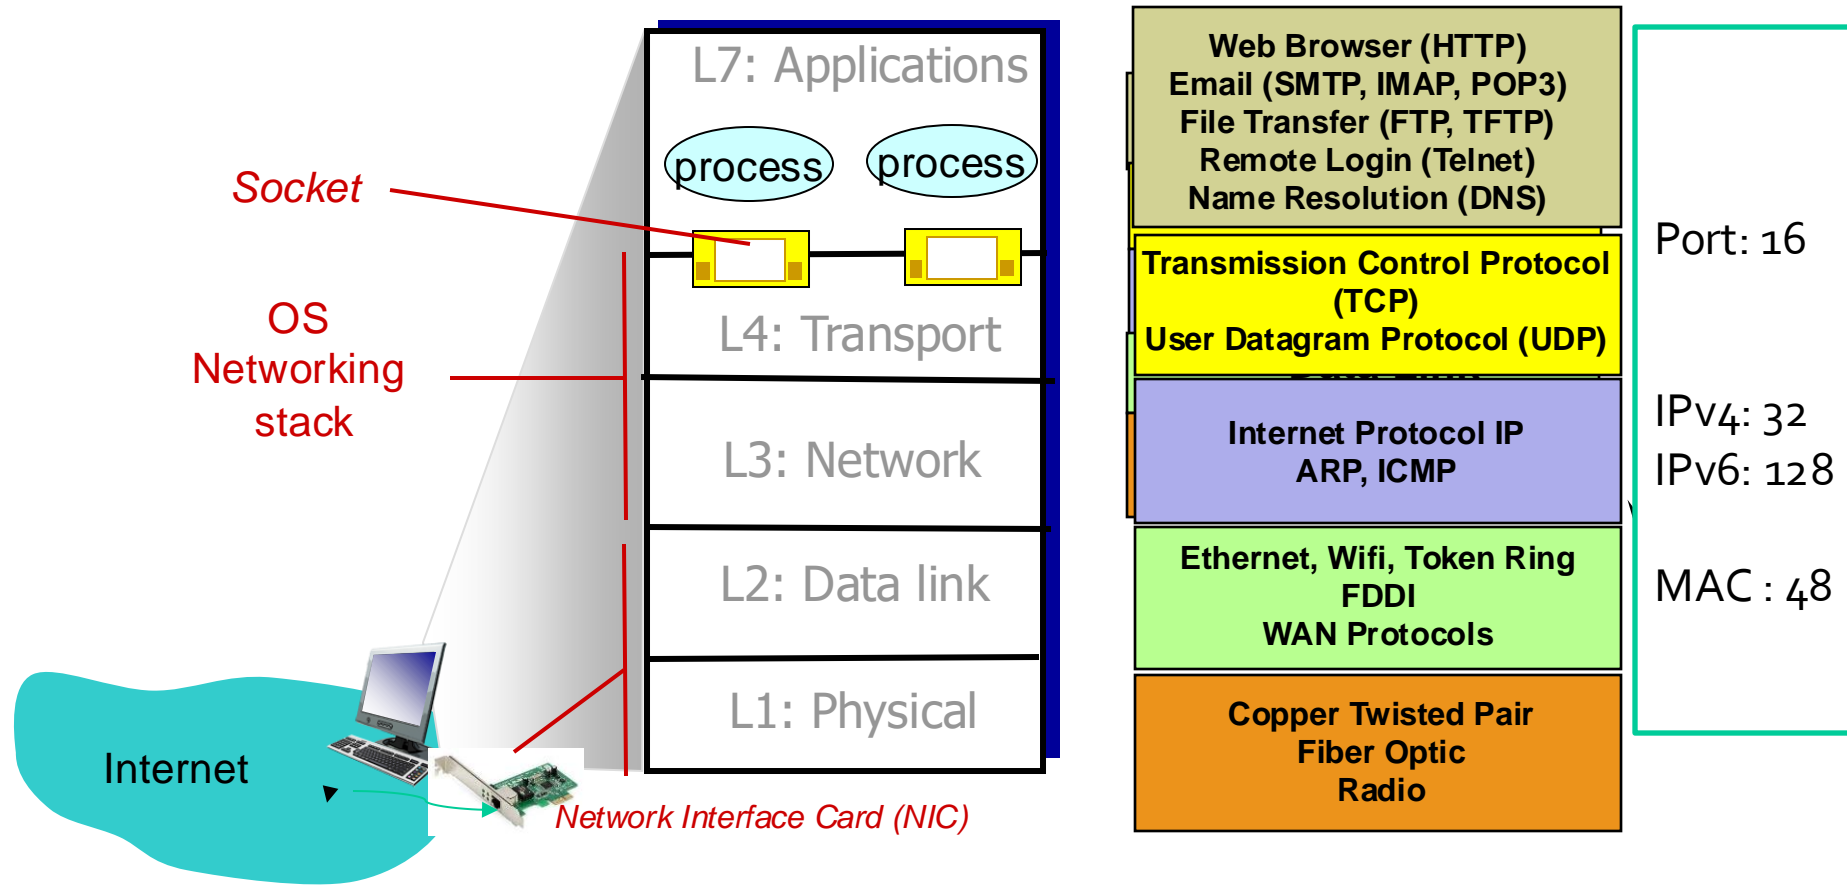 L7: Applications
process
process
Socket
OS
Networking
stack
L4: Transport
L3: Network
L2: Data link
L1: Physical
Internet
Network Interface Card (NIC)
Web Browser (HTTP)
Email (SMTP, IMAP, POP3)
File Transfer (FTP, TFTP)
Remote Login (Telnet)
Name Resolution (DNS)
Transmission Control Protocol
(TCP)
User Datagram Protocol (UDP)
Internet Protocol IP
ARP, ICMP
Ethernet, Wifi, Token Ring
FDDI
WAN Protocols
Copper Twisted Pair
Fiber Optic
Radio
Port: 16
IPv4: 32
IPv6: 128
MAC : 48